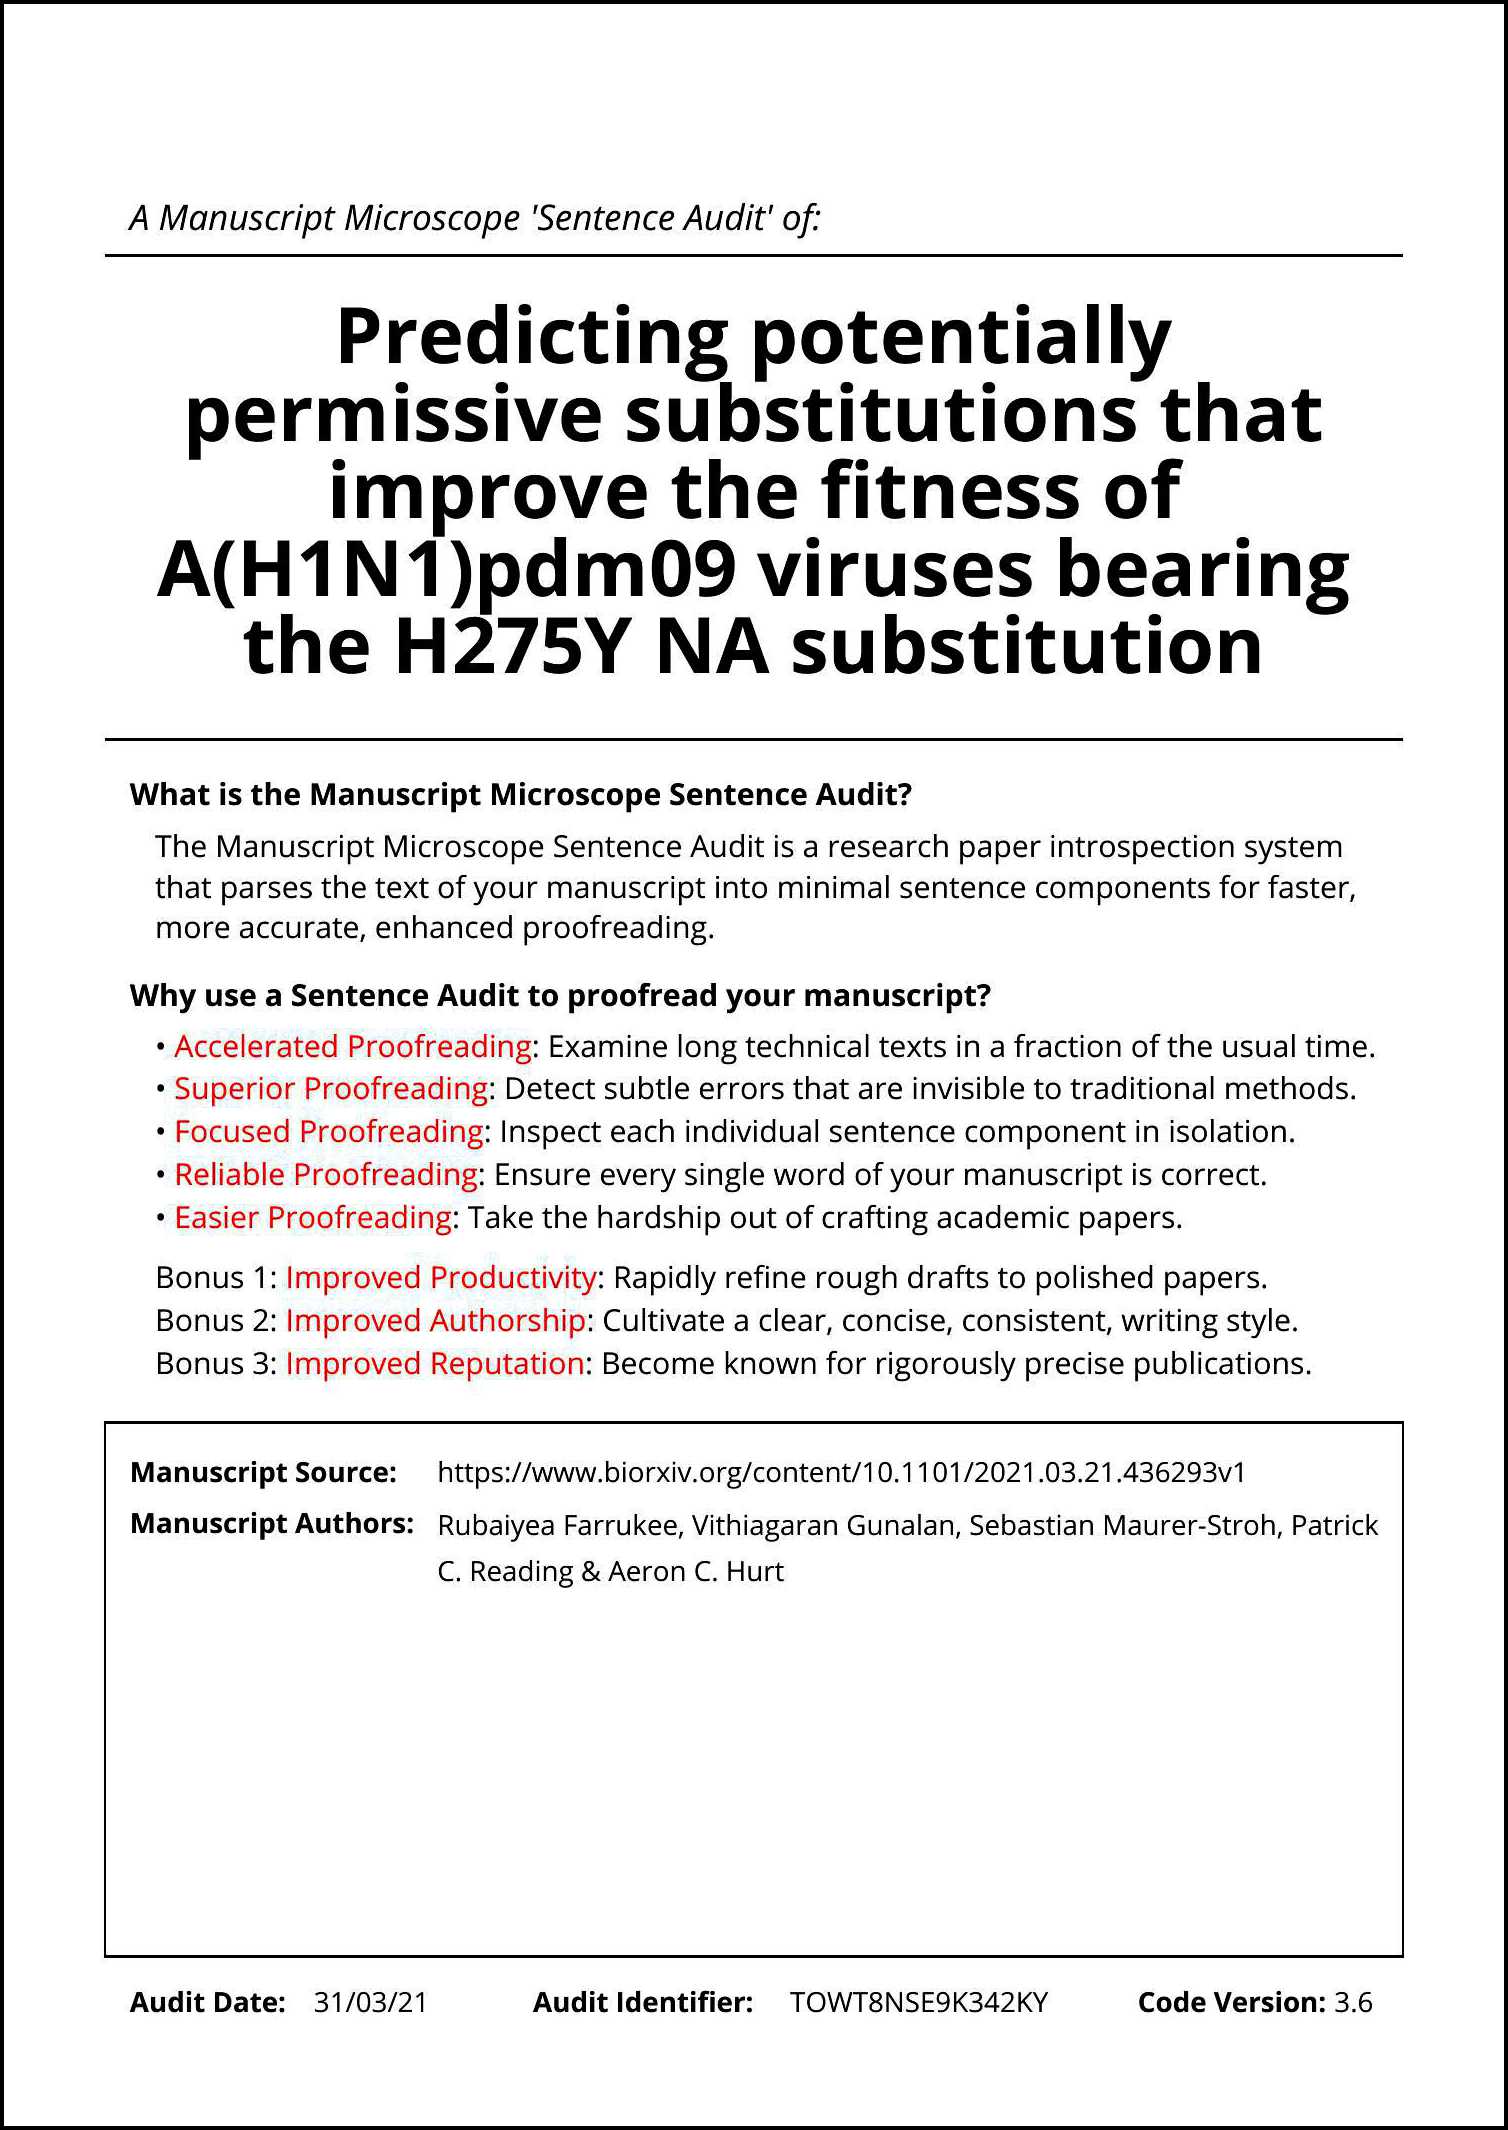 A Manuscript Microscope 'Sentence Audit' of:
Predicting potentially
permissive substitutions that
improve the fitness of
A(H1N1)pdm09 viruses bearing
the H275Y NA substitution
What is the Manuscript Microscope Sentence Audit?
The Manuscript Microscope Sentence Audit is a research paper introspection system
that parses the text of your manuscript into minimal sentence components for faster,
more accurate, enhanced proofreading.
Why use a Sentence Audit to proofread your manuscript?
• Accelerated Proofreading: Examine long technical texts in a fraction of the usual time.
• Superior Proofreading: Detect subtle errors that are invisible to traditional methods.
• Focused Proofreading: Inspect each individual sentence component in isolation.
• Reliable Proofreading: Ensure every single word of your manuscript is correct.
• Easier Proofreading: Take the hardship out of crafting academic papers.
Bonus 1: Improved Productivity: Rapidly refine rough drafts to polished papers.
Bonus 2: Improved Authorship: Cultivate a clear, concise, consistent, writing style.
Bonus 3: Improved Reputation: Become known for rigorously precise publications.
Manuscript Source: https://www.biorxiv.org/content/10.1101/2021.03.21.436293v1
Manuscript Authors: Rubaiyea Farrukee, Vithiagaran Gunalan, Sebastian Maurer-Stroh, Patrick
C. Reading & Aeron C. Hurt
Audit Date: 31/03/21 Audit Identifier: TOWT8NSE9K342KY Code Version: 3.6